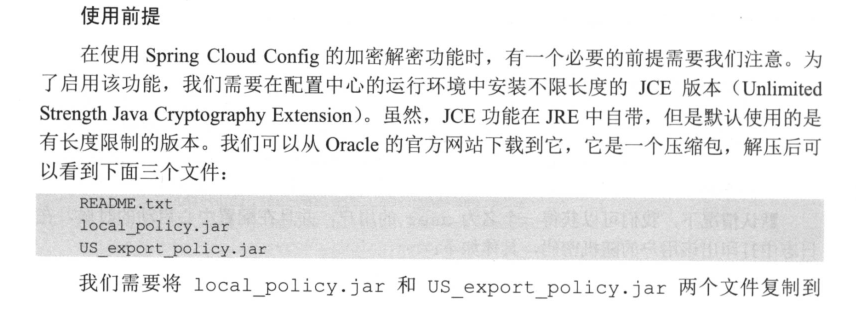 使用前提
在使用 Spring Cloud Config 的加密解密功能时，有一个必要的前提需要我们注意。为
了启用该功能，我们需要在配置中心的运行环境中安装不限长度的 JCE 版本（Unlimited
Strength Java Cryptography Extension）。虽然，JCE 功能在 JRE 中自带，但是默认使用的是
有长度限制的版本。我们可以从 Oracle 的官方网站下载到它，它是一个压缩包，解压后可
以看到下面三个文件：
README.txt
local_policy.jar
US_export_policy.jar
我们需要将 local_policy.jar 和 US_export_policy.jar 两个文件复制到